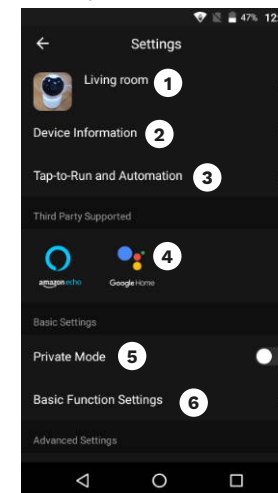 47% 12:
Settings
Living room 1
Device Information 2
Tap-to-Run and Automation 3
Third Party Supported
4
amazon echo Google Home
Basic Settings
Private Mode 5
Basic Function Settings 6
Advanced Settings